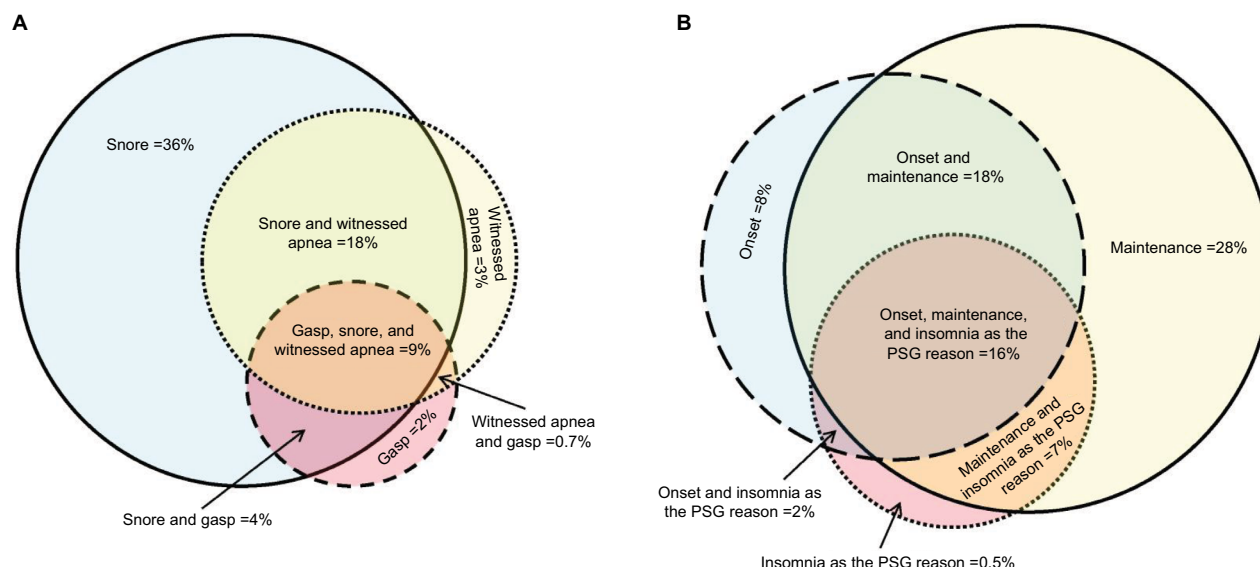 A
Snore =36%
Snore and witnessed
apnea =18%
Witnessed
apnea =3%
Gasp, snore, and
witnessed apnea =9%
Gasp =2%
Witnessed apnea
and gasp =0.7%
Snore and gasp =4%
B
Onset and
maintenance =18%
Onset =8%
Maintenance =28%
Onset, maintenance,
and insomnia as the
PSG reason =16%
Maintenance and
insomnia as the PSG
reason =7%
Onset and insomnia as
the PSG reason =2%
Insomnia as the PSG reason =0.5%